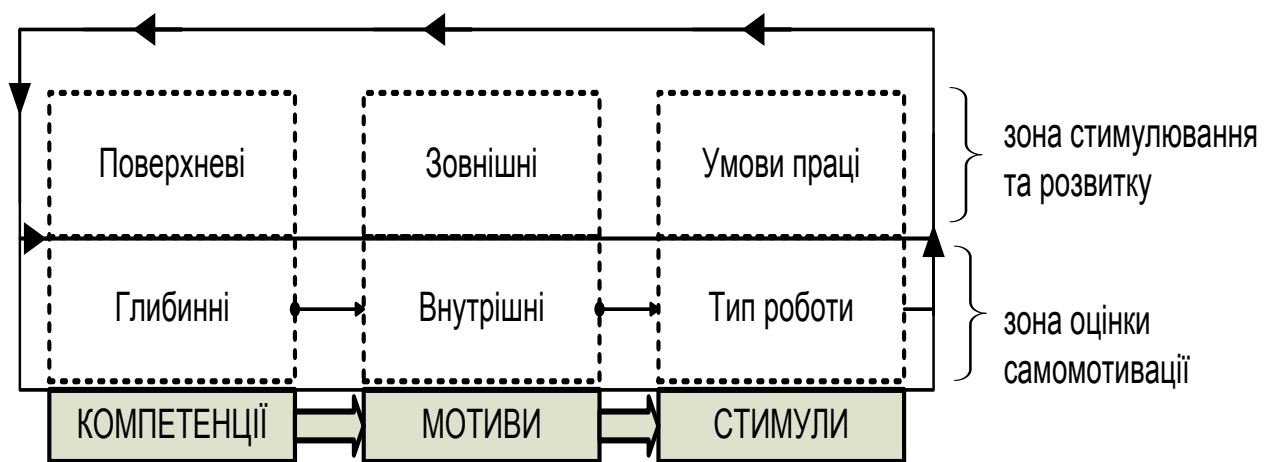 Поверхневі
Зовнішні
Умови праці
зона стимулювання
та розвитку
Глибинні
Внутрішні
Тип роботи
зона оцінки
самомотивації
КОМПЕТЕНЦІЇ
МОТИВИ
СТИМУЛИ